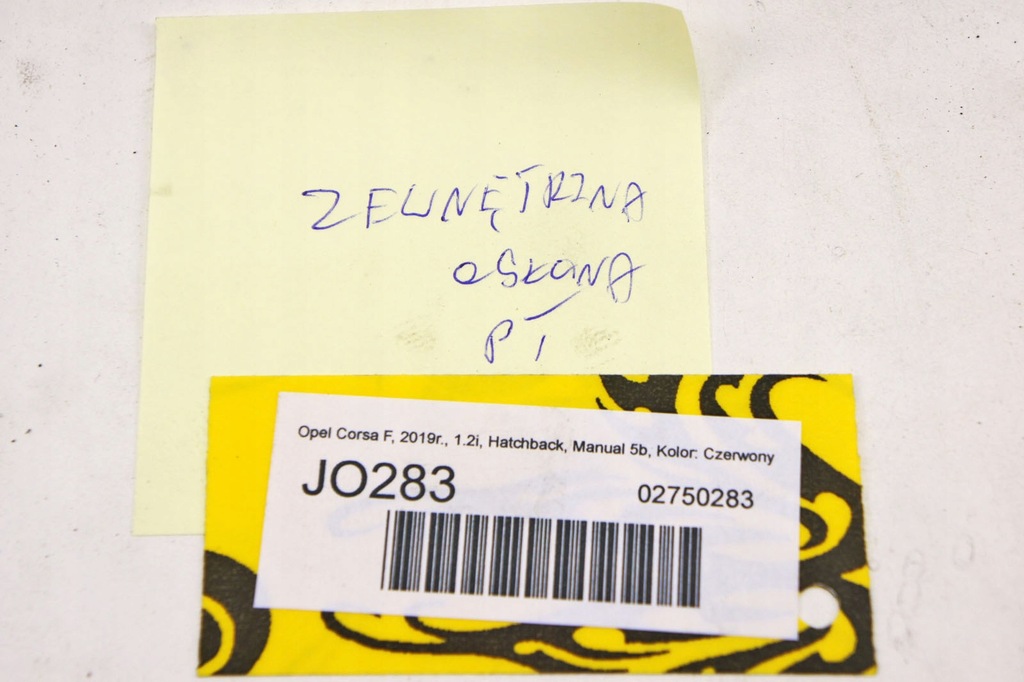 ZEWNĘTRZNA
OSŁONA
PT
Opel Corsa F, 2019r., 1.2i, Hatchback, Manual 5b, Kolor: Czerwony
JO283
02750283